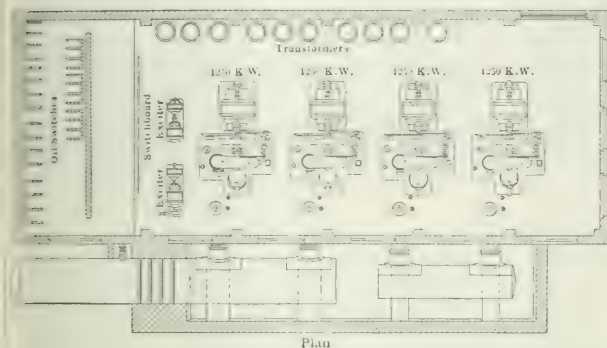 Transformers
1250 K.W. 1250 K.W. 1250 K.W. 1250 K.W.
Oil Switches
Switchboard
Exciter
Exciter
Plan